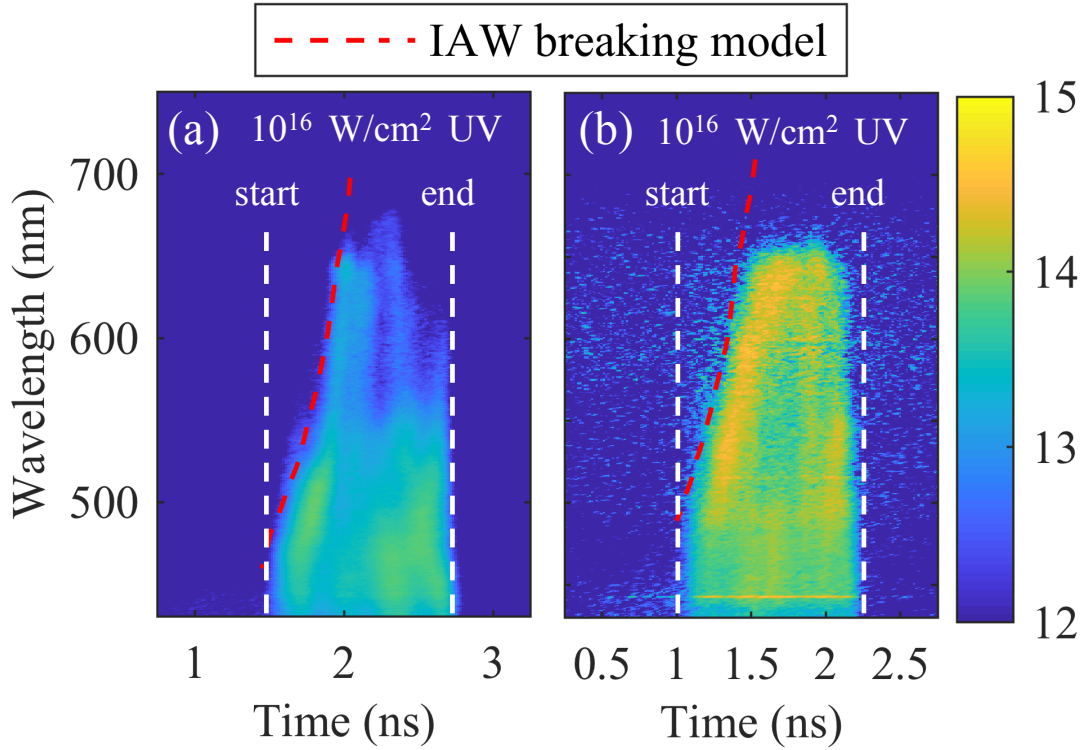 IAW breaking model
(a) 10¹⁶ W/cm² UV
start end
(b) 10¹⁶ W/cm² UV
start end
Wavelength (nm)
700
600
500
1 2 3
Time (ns)
0.5 1 1.5 2 2.5
Time (ns)
15
14
13
12